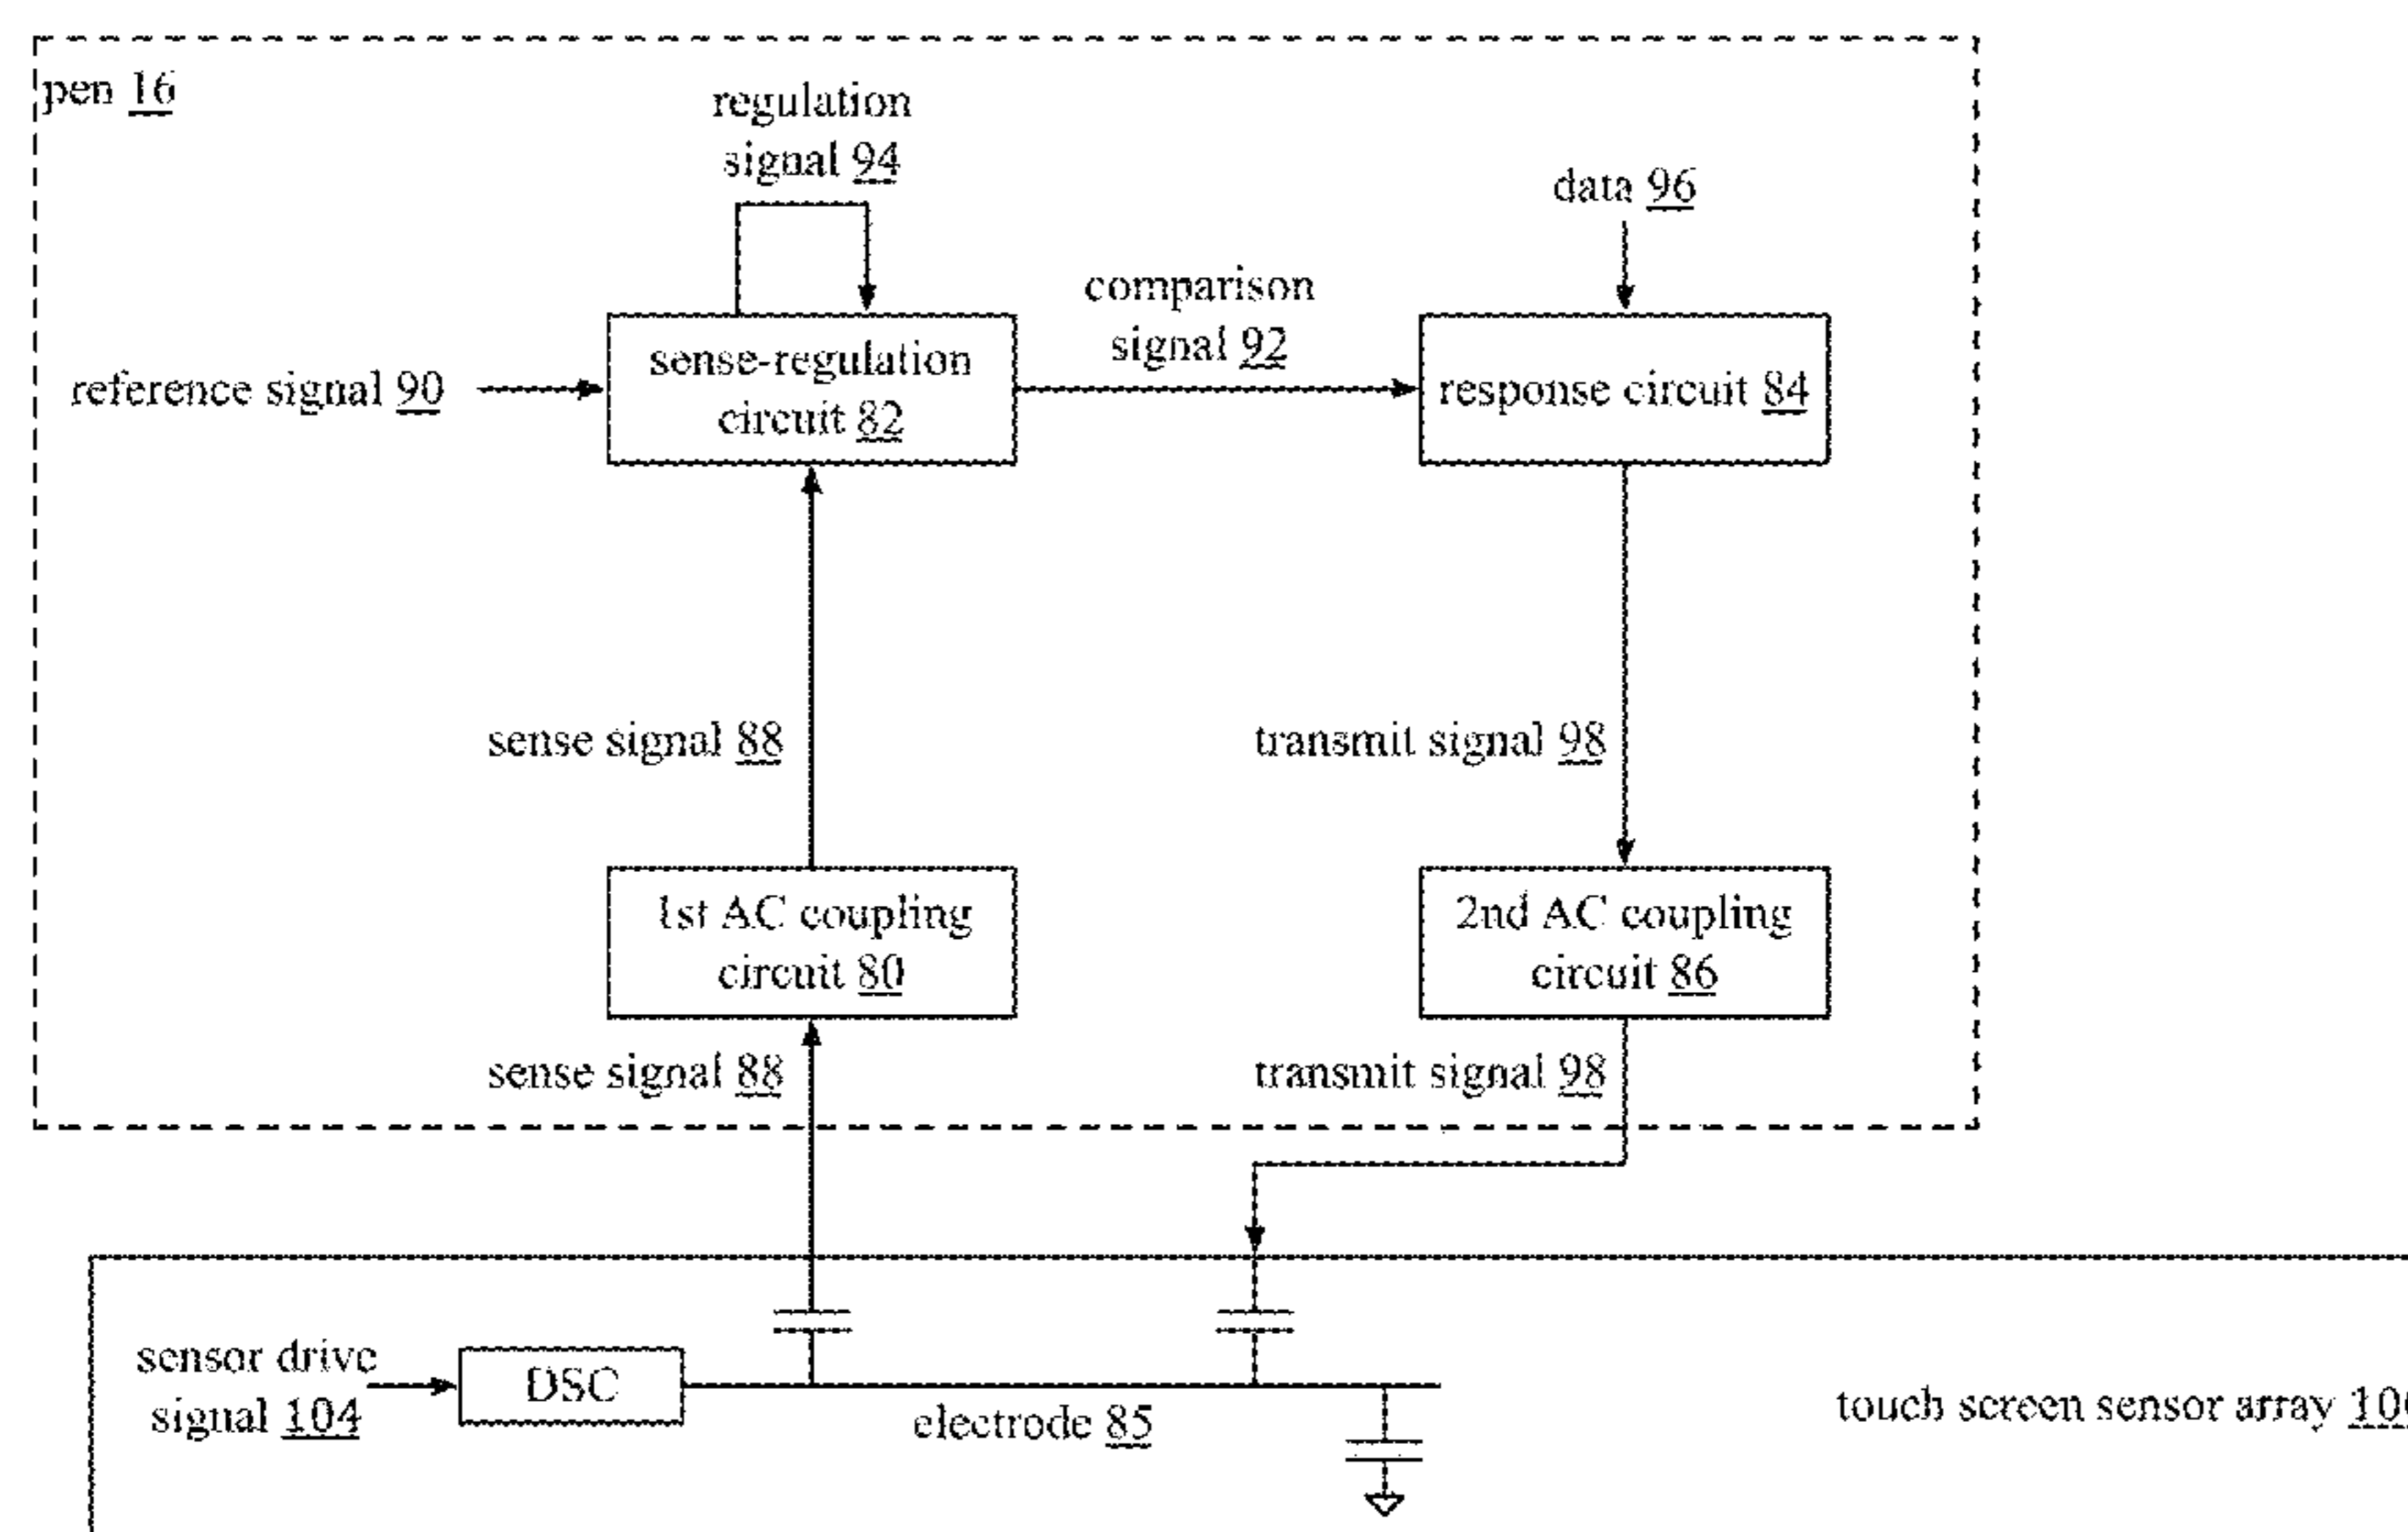 pen 16
regulation
signal 94
data 96
comparison
signal 92
sense-regulation
circuit 82
reference signal 90
response circuit 84
sense signal 88
transmit signal 98
1st AC coupling
circuit 80
2nd AC coupling
circuit 86
sense signal 88
transmit signal 98
sensor drive
signal 104
DSC
electrode 85
touch screen sensor array